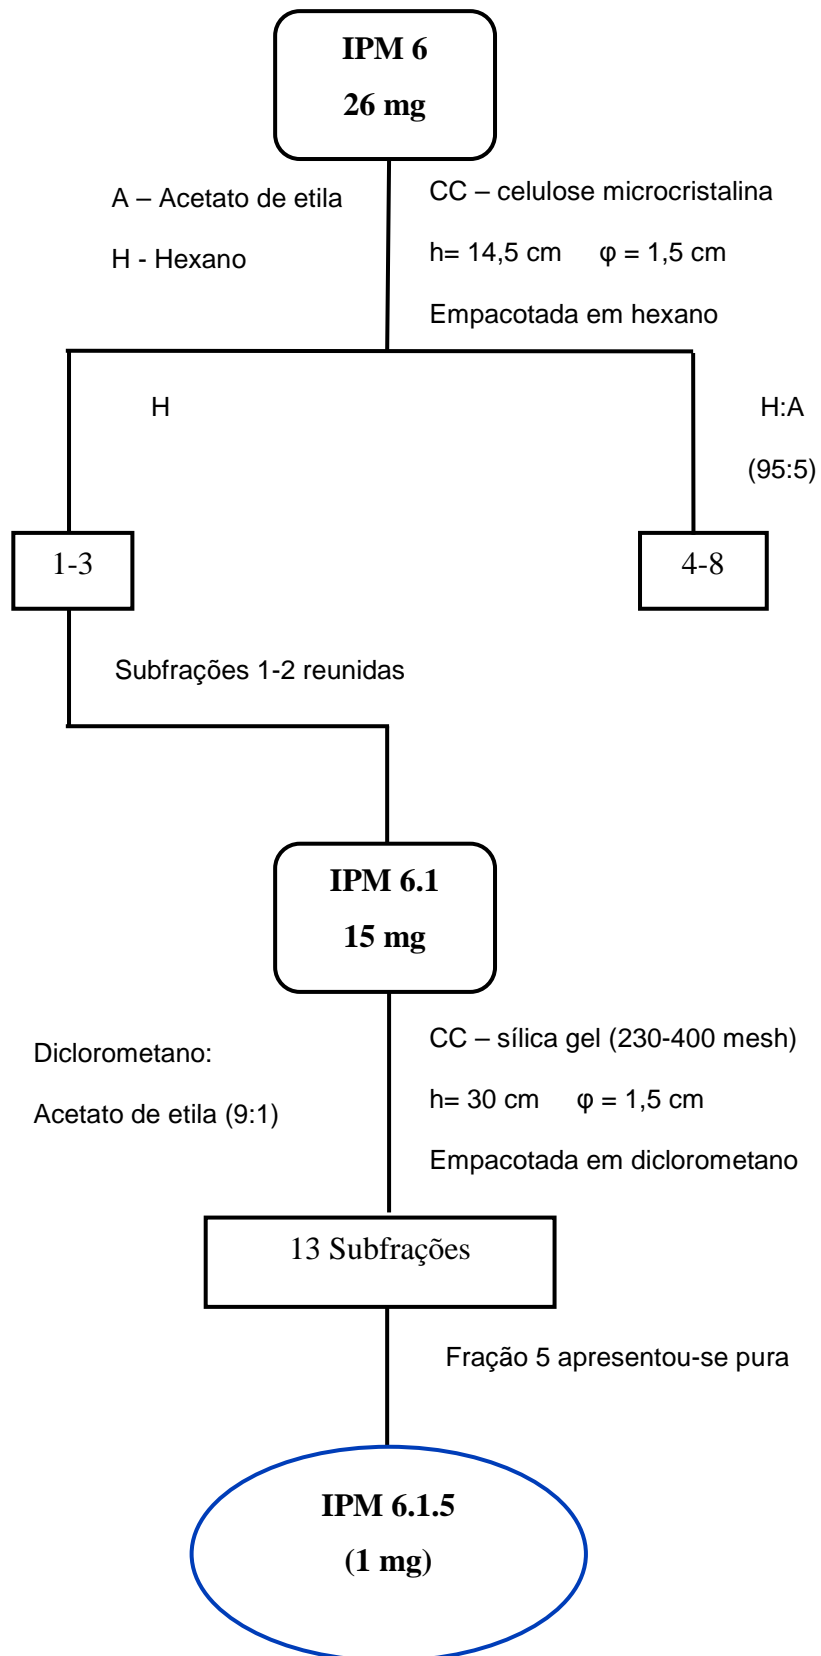 IPM 6
26 mg
A – Acetato de etila
H - Hexano
CC – celulose microcristalina
h= 14,5 cm φ = 1,5 cm
Empacotada em hexano
H
H:A
(95:5)
1-3
4-8
Subfrações 1-2 reunidas
IPM 6.1
15 mg
Diclorometano:
Acetato de etila (9:1)
CC – sílica gel (230-400 mesh)
h= 30 cm φ = 1,5 cm
Empacotada em diclorometano
13 Subfrações
Fração 5 apresentou-se pura
IPM 6.1.5
(1 mg)